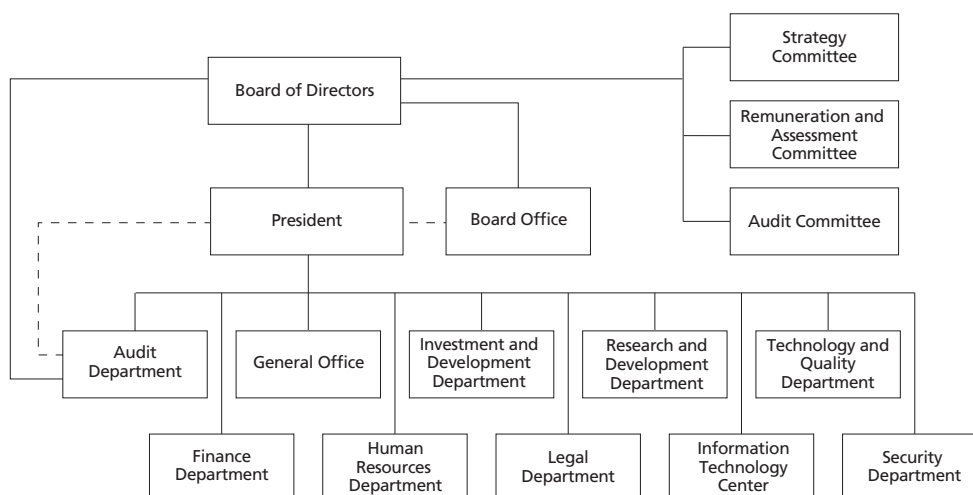 Strategy
Committee
Board of Directors
Remuneration and
Assessment
Committee
President
Board Office
Audit Committee
Audit
Department
General Office
Investment and
Development
Department
Research and
Development
Department
Technology and
Quality
Department
Finance
Department
Human
Resources
Department
Legal
Department
Information
Technology
Center
Security
Department